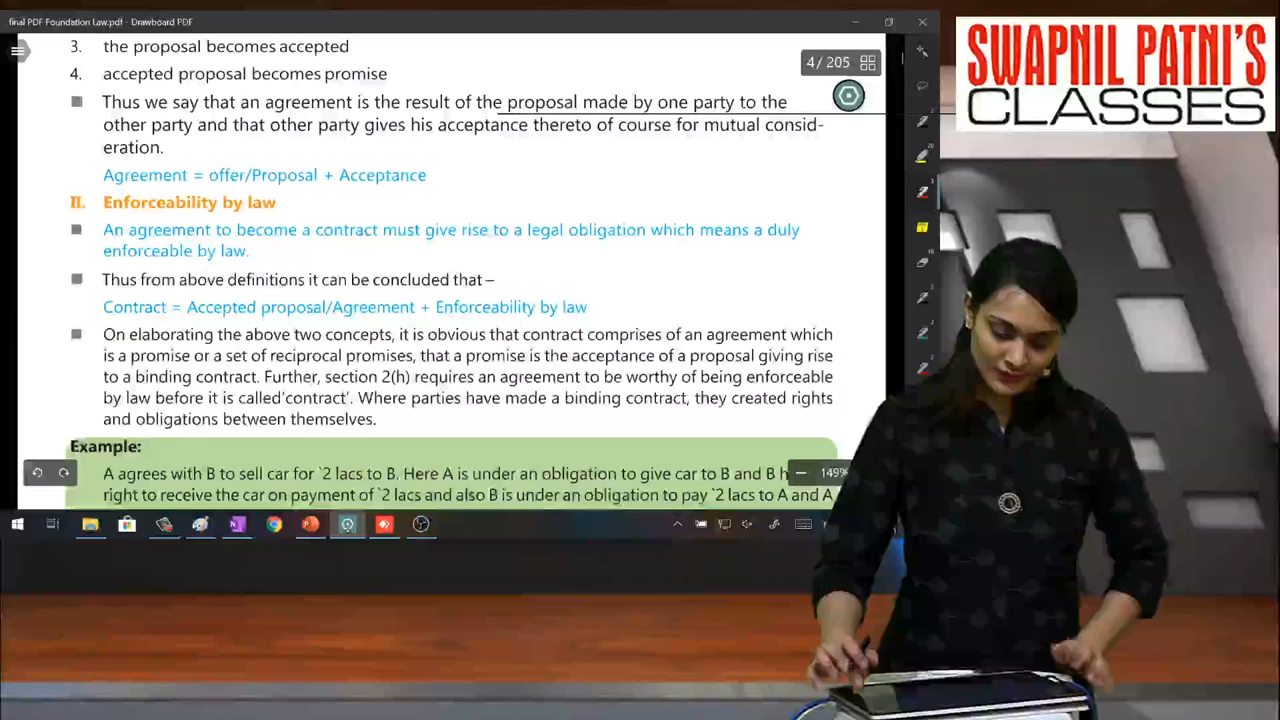 final PDF Foundation Law.pdf - Drawboard PDF
SWAPNIL PATNI'S
CLASSES
4 / 205
3. the proposal becomes accepted
4. accepted proposal becomes promise
Thus we say that an agreement is the result of the proposal made by one party to the
other party and that other party gives his acceptance thereto of course for mutual consid-
eration.
Agreement = offer/Proposal + Acceptance
II. Enforceability by law
An agreement to become a contract must give rise to a legal obligation which means a duly
enforceable by law.
Thus from above definitions it can be concluded that –
Contract = Accepted proposal/Agreement + Enforceability by law
On elaborating the above two concepts, it is obvious that contract comprises of an agreement which
is a promise or a set of reciprocal promises, that a promise is the acceptance of a proposal giving rise
to a binding contract. Further, section 2(h) requires an agreement to be worthy of being enforceable
by law before it is called'contract'. Where parties have made a binding contract, they created rights
and obligations between themselves.
Example:
A agrees with B to sell car for `2 lacs to B. Here A is under an obligation to give car to B and B h
149%
right to receive the car on payment of `2 lacs and also B is under an obligation to pay `2 lacs to A and A